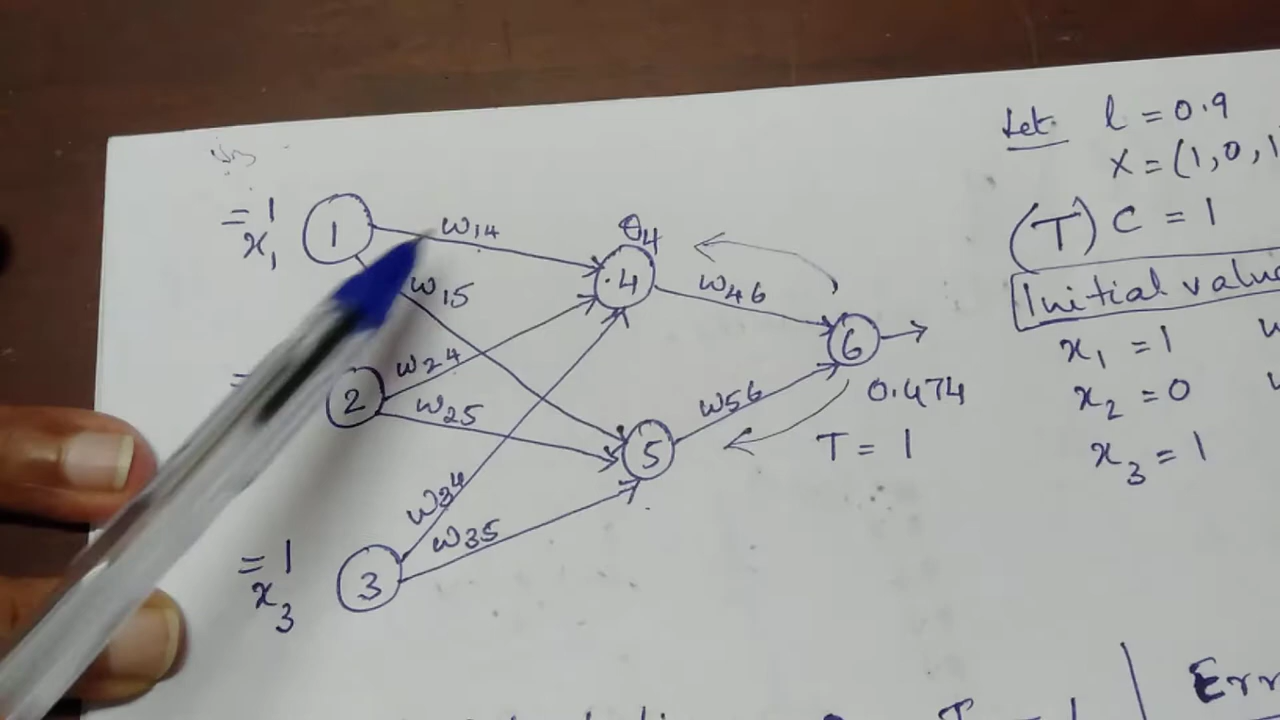 Let l = 0.9
X = (1, 0, 1
(T) C = 1
Initial value
x₁ = 1
x₂ = 0
x₃ = 1
= 1
x₁
1
w₁₄
w₁₅
θ₄
4
w₄₆
6
0.474
T = 1
2
w₂₄
w₂₅
5
w₅₆
= 1
x₃
3
w₃₄
w₃₅
Err